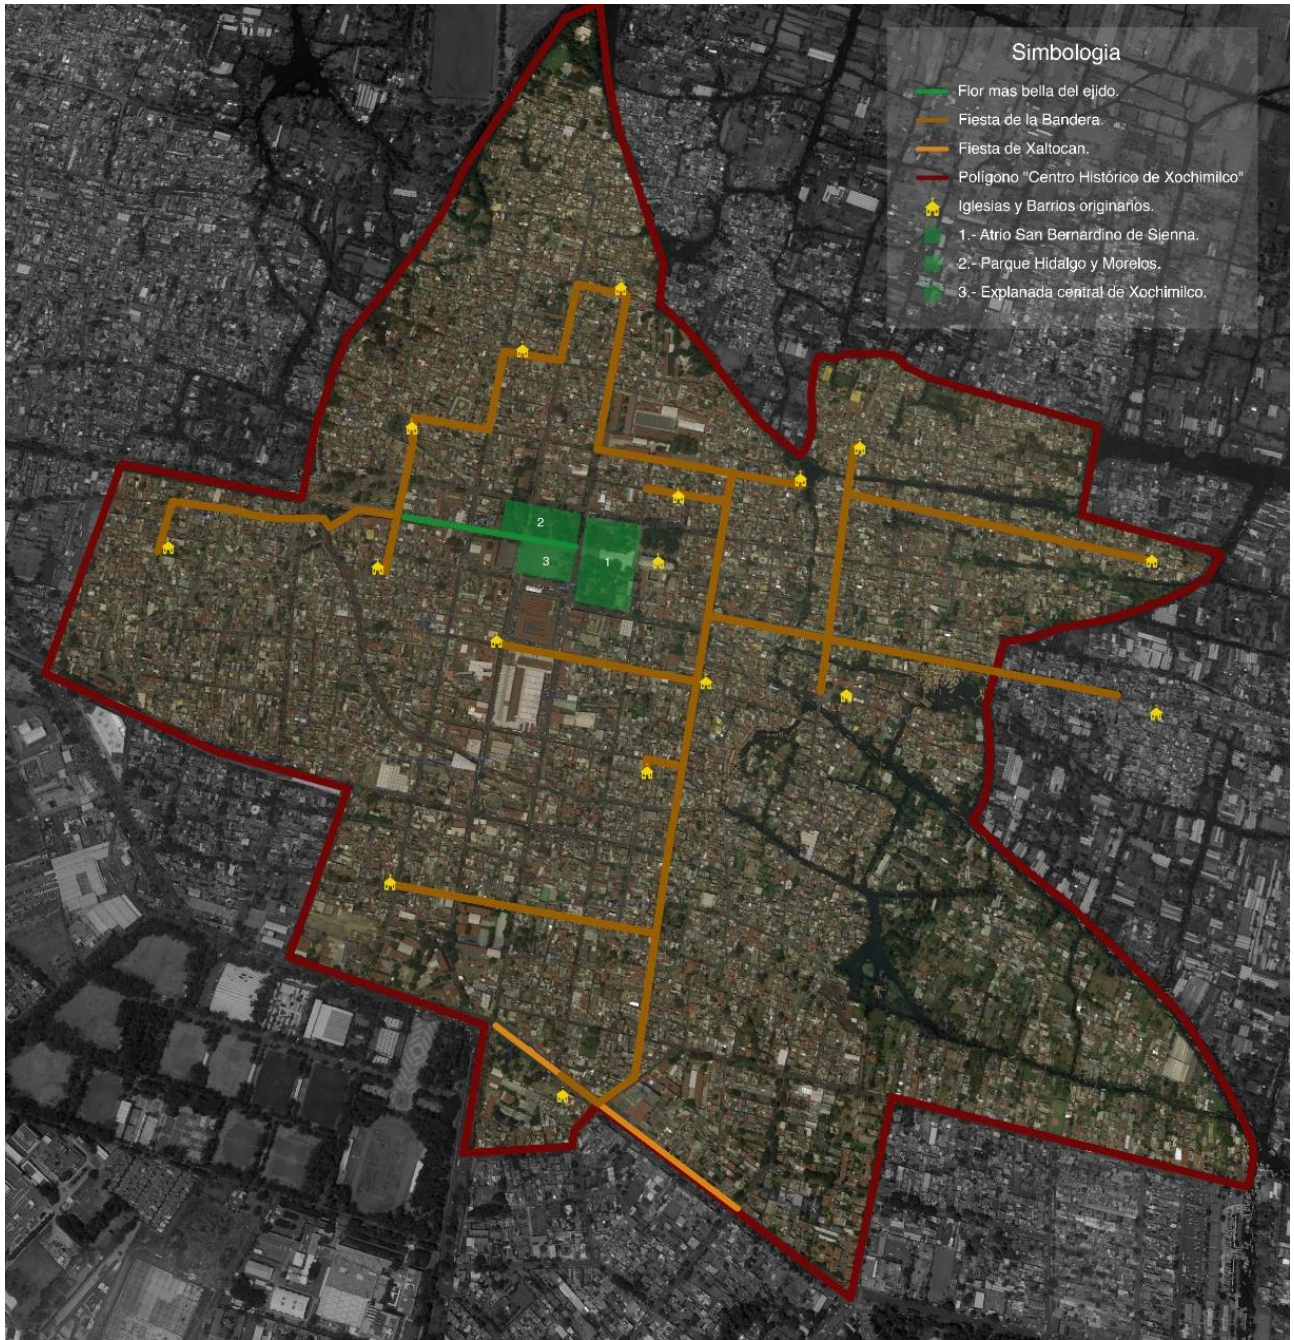 Simbologia
Flor mas bella del ejido.
Fiesta de la Bandera.
Fiesta de Xaltocan.
Polígono "Centro Histórico de Xochimilco"
Iglesias y Barrios originarios.
1.- Atrio San Bernardino de Sienna.
2.- Parque Hidalgo y Morelos.
3.- Explanada central de Xochimilco.
2
3
1